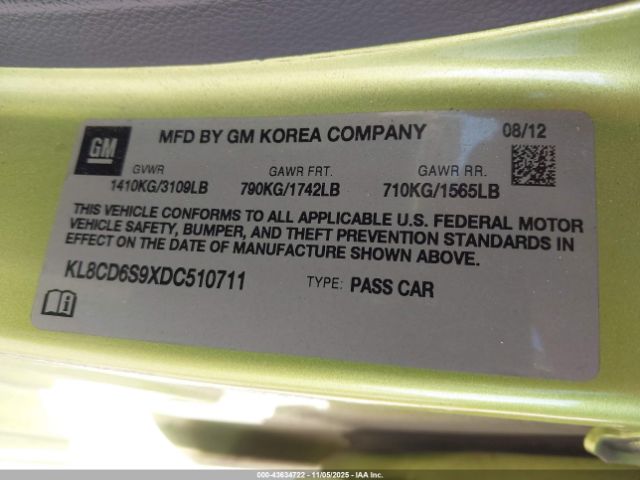 GM
MFD BY GM KOREA COMPANY 08/12
GVWR GAWR FRT. GAWR RR.
1410KG/3109LB 790KG/1742LB 710KG/1565LB
THIS VEHICLE CONFORMS TO ALL APPLICABLE U.S. FEDERAL MOTOR
VEHICLE SAFETY, BUMPER, AND THEFT PREVENTION STANDARDS IN
EFFECT ON THE DATE OF MANUFACTURE SHOWN ABOVE.
KL8CD6S9XDC510711 TYPE: PASS CAR
000-43634722 - 11/05/2025 - COPART USA